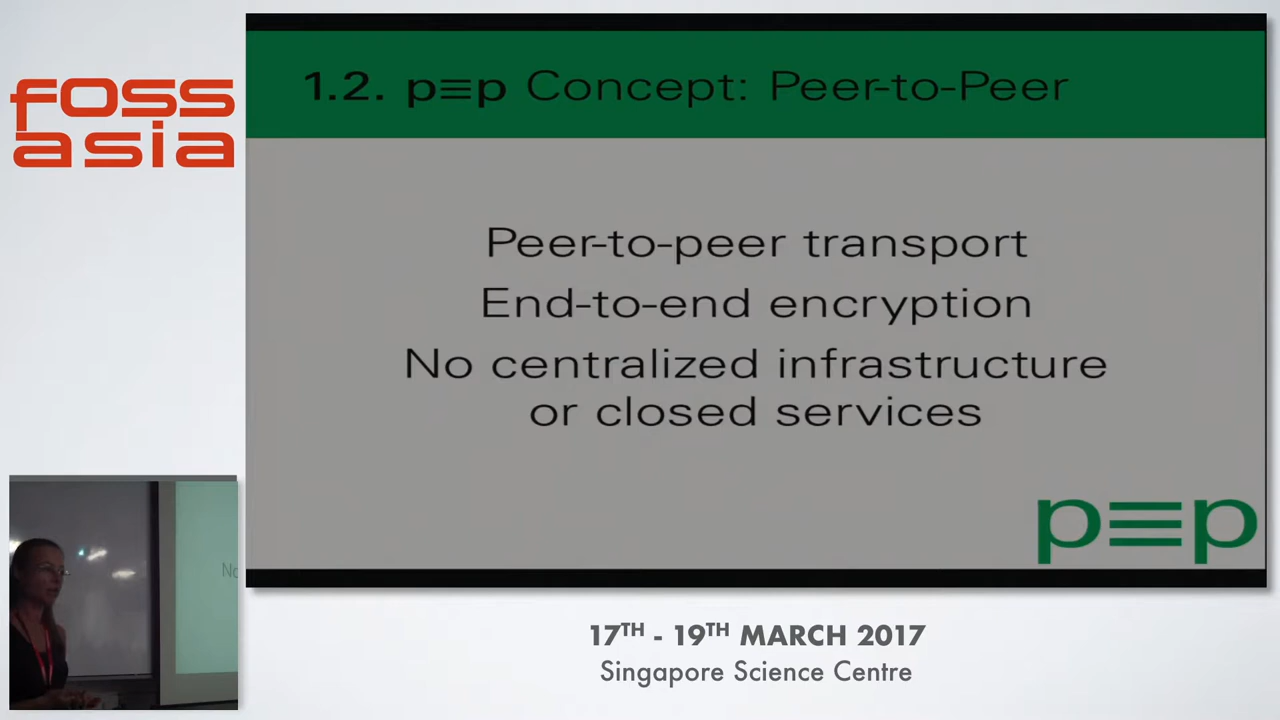 foss
asia
1.2. p≡p Concept: Peer-to-Peer
Peer-to-peer transport
End-to-end encryption
No centralized infrastructure
or closed services
p≡p
No
17TH - 19TH MARCH 2017
Singapore Science Centre